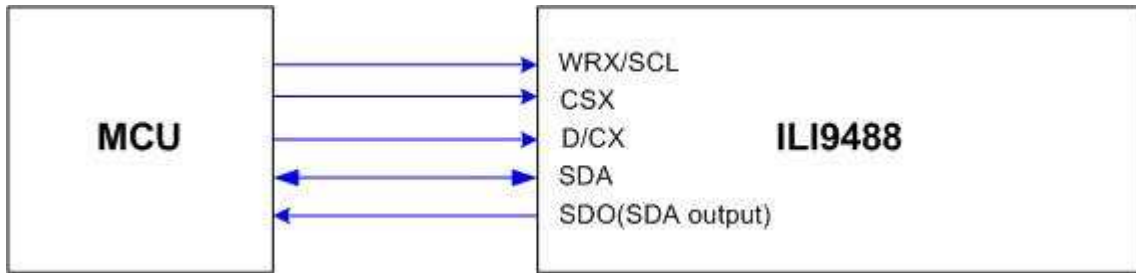 MCU
WRX/SCL
CSX
D/CX
SDA
SDO(SDA output)
ILI9488